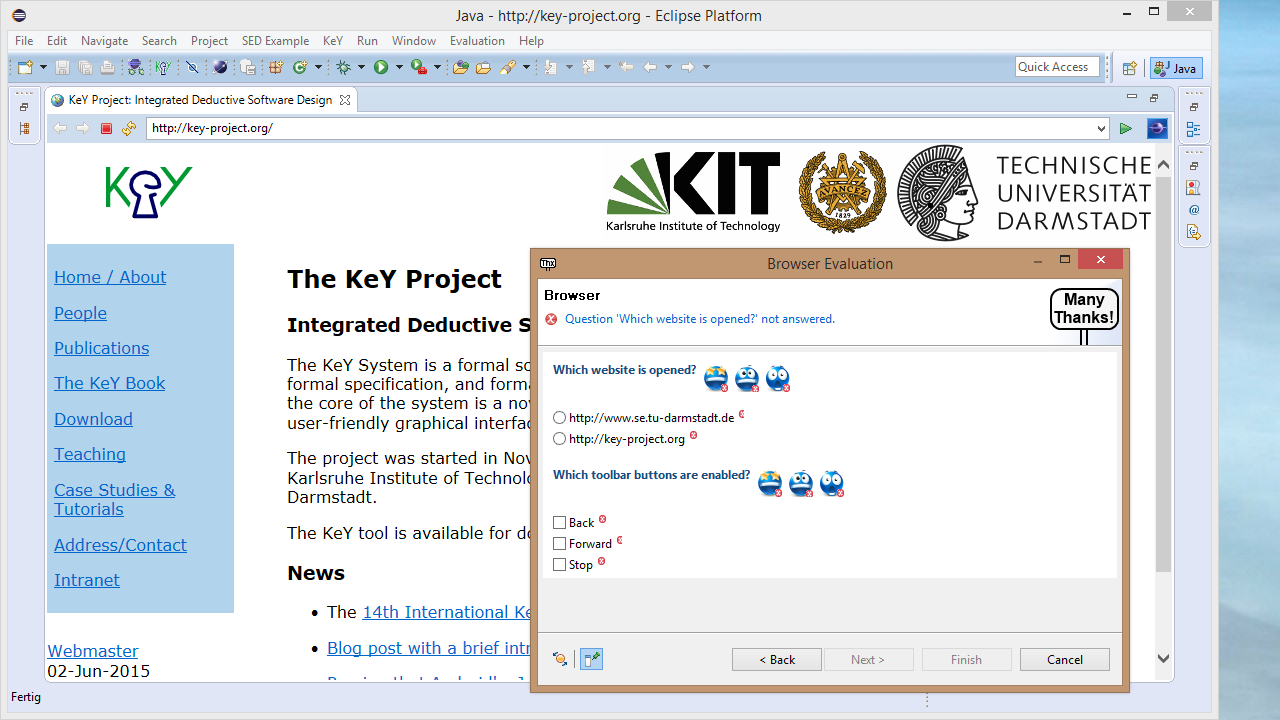 Java - http://key-project.org - Eclipse Platform
File Edit Navigate Search Project SED Example KeY Run Window Evaluation Help
Quick Access
Java
KeY Project: Integrated Deductive Software Design
http://key-project.org/
KeY
KIT
Karlsruhe Institute of Technology
AVANCEZ
1829
TECHNISCHE
UNIVERSITÄT
DARMSTADT
Home / About
People
Publications
The KeY Book
Download
Teaching
Case Studies &
Tutorials
Address/Contact
Intranet
Webmaster
02-Jun-2015
The KeY Project
Integrated Deductive S
The KeY System is a formal so
formal specification, and forma
the core of the system is a nov
user-friendly graphical interfac
The project was started in Nov
Karlsruhe Institute of Technolo
Darmstadt.
The KeY tool is available for do
News
The 14th International Ke
Blog post with a brief intr
Thx
Browser Evaluation
Browser
Question 'Which website is opened?' not answered.
Many
Thanks!
Which website is opened?
http://www.se.tu-darmstadt.de
http://key-project.org
Which toolbar buttons are enabled?
Back
Forward
Stop
< Back Next > Finish Cancel
Fertig